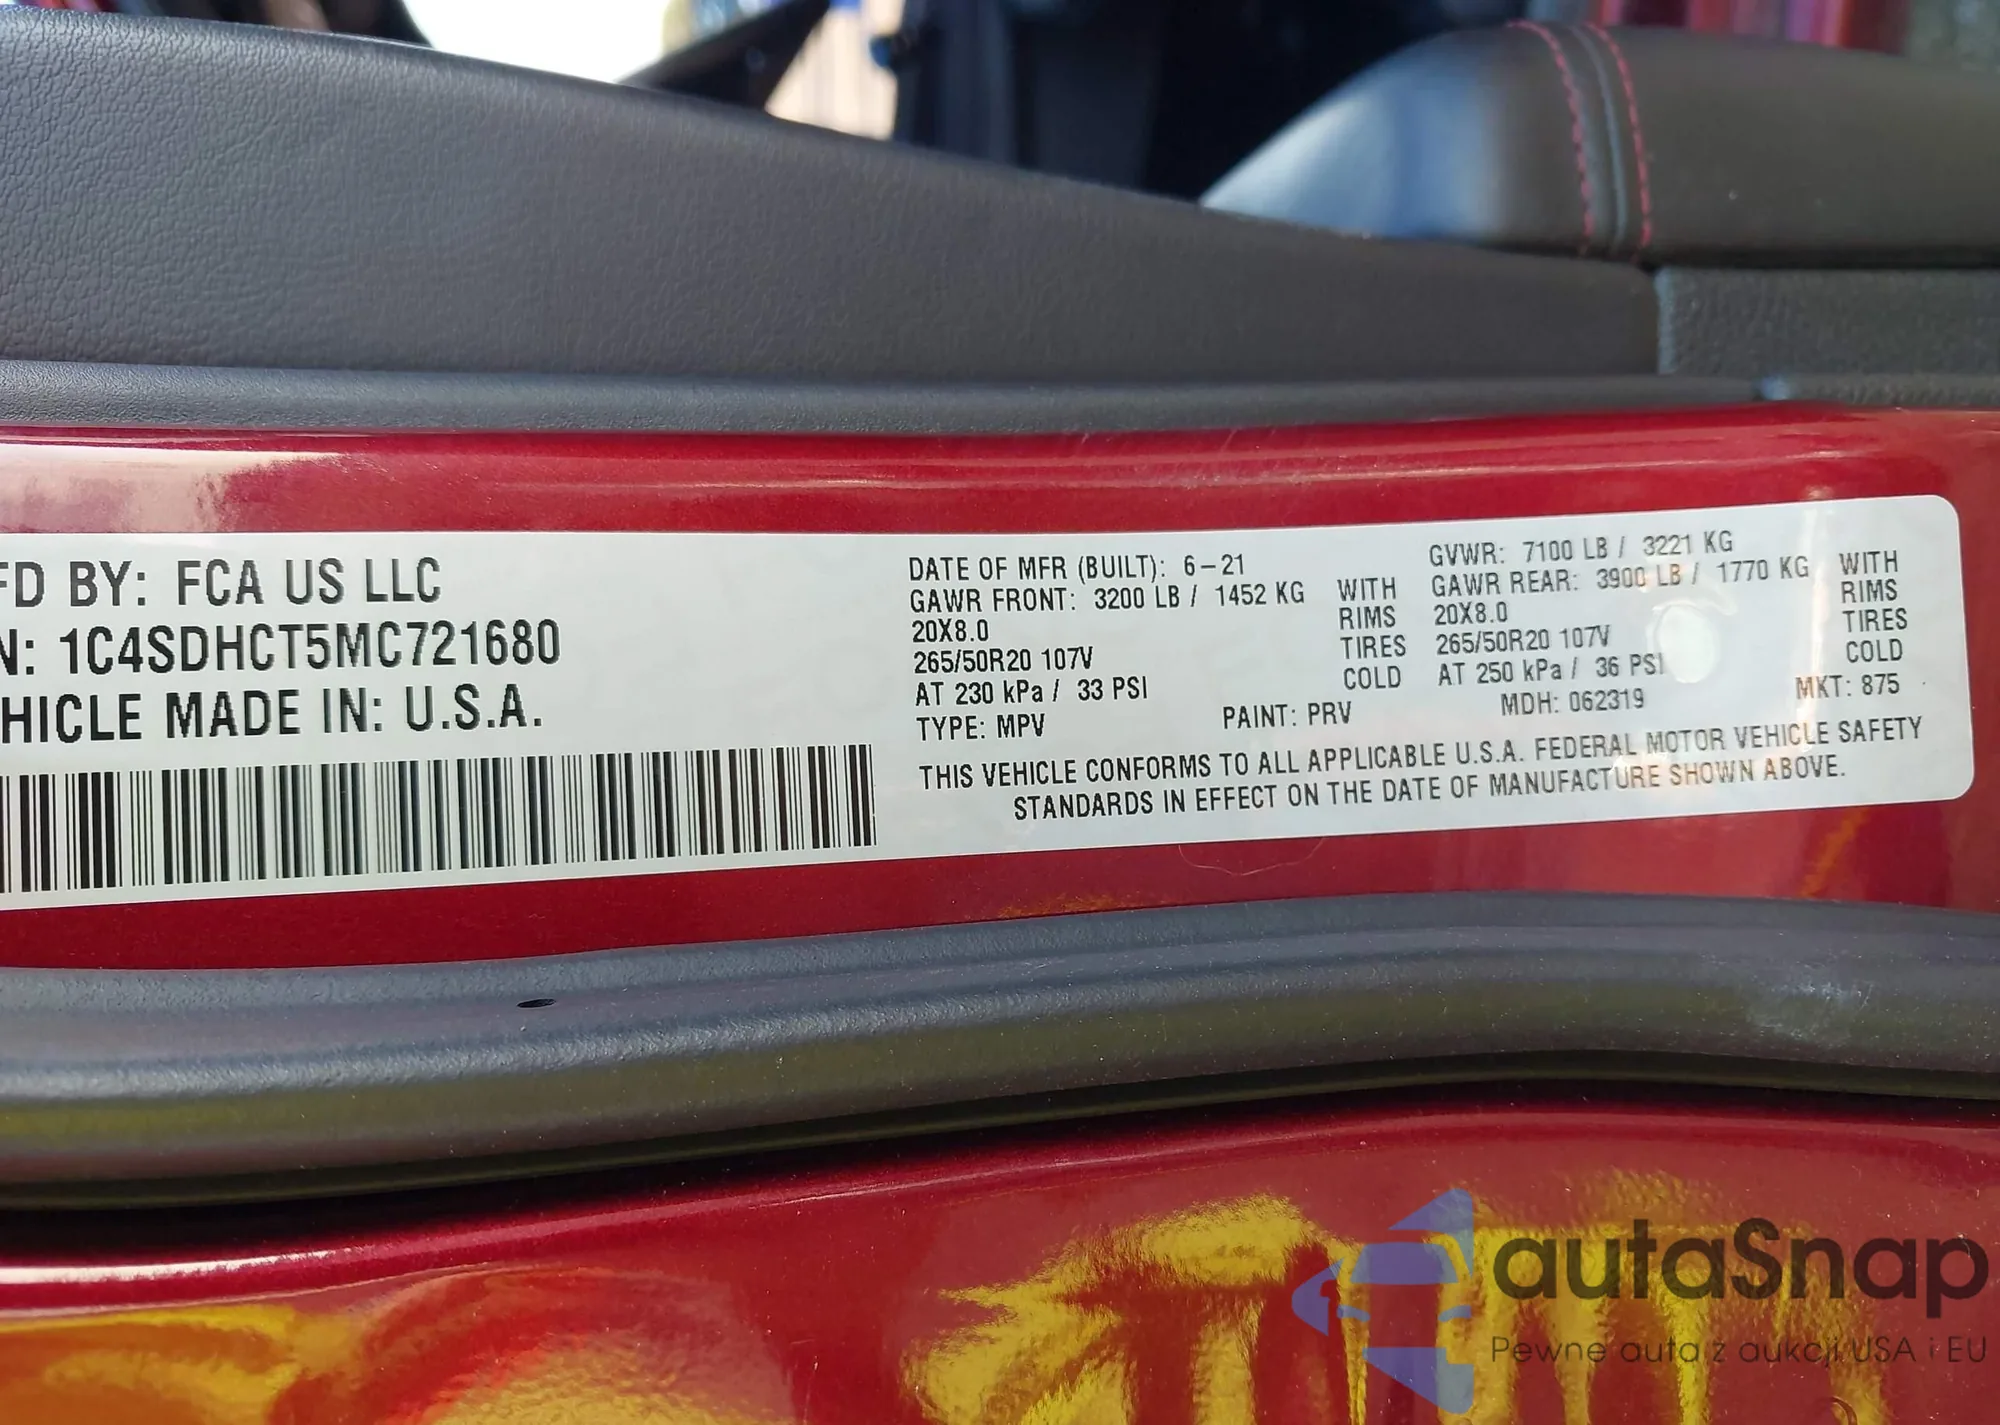 FD BY: FCA US LLC
N: 1C4SDHCT5MC721680
HICLE MADE IN: U.S.A.
DATE OF MFR (BUILT): 6-21
GAWR FRONT: 3200 LB / 1452 KG WITH
20X8.0 RIMS
265/50R20 107V TIRES
AT 230 kPa / 33 PSI COLD
TYPE: MPV PAINT: PRV
GVWR: 7100 LB / 3221 KG
GAWR REAR: 3900 LB / 1770 KG WITH
20X8.0 RIMS
265/50R20 107V TIRES
AT 250 kPa / 36 PSI COLD
MDH: 062319 MKT: 875
THIS VEHICLE CONFORMS TO ALL APPLICABLE U.S.A. FEDERAL MOTOR VEHICLE SAFETY
STANDARDS IN EFFECT ON THE DATE OF MANUFACTURE SHOWN ABOVE.
autaSnap
Pewne auta z aukcji USA i EU